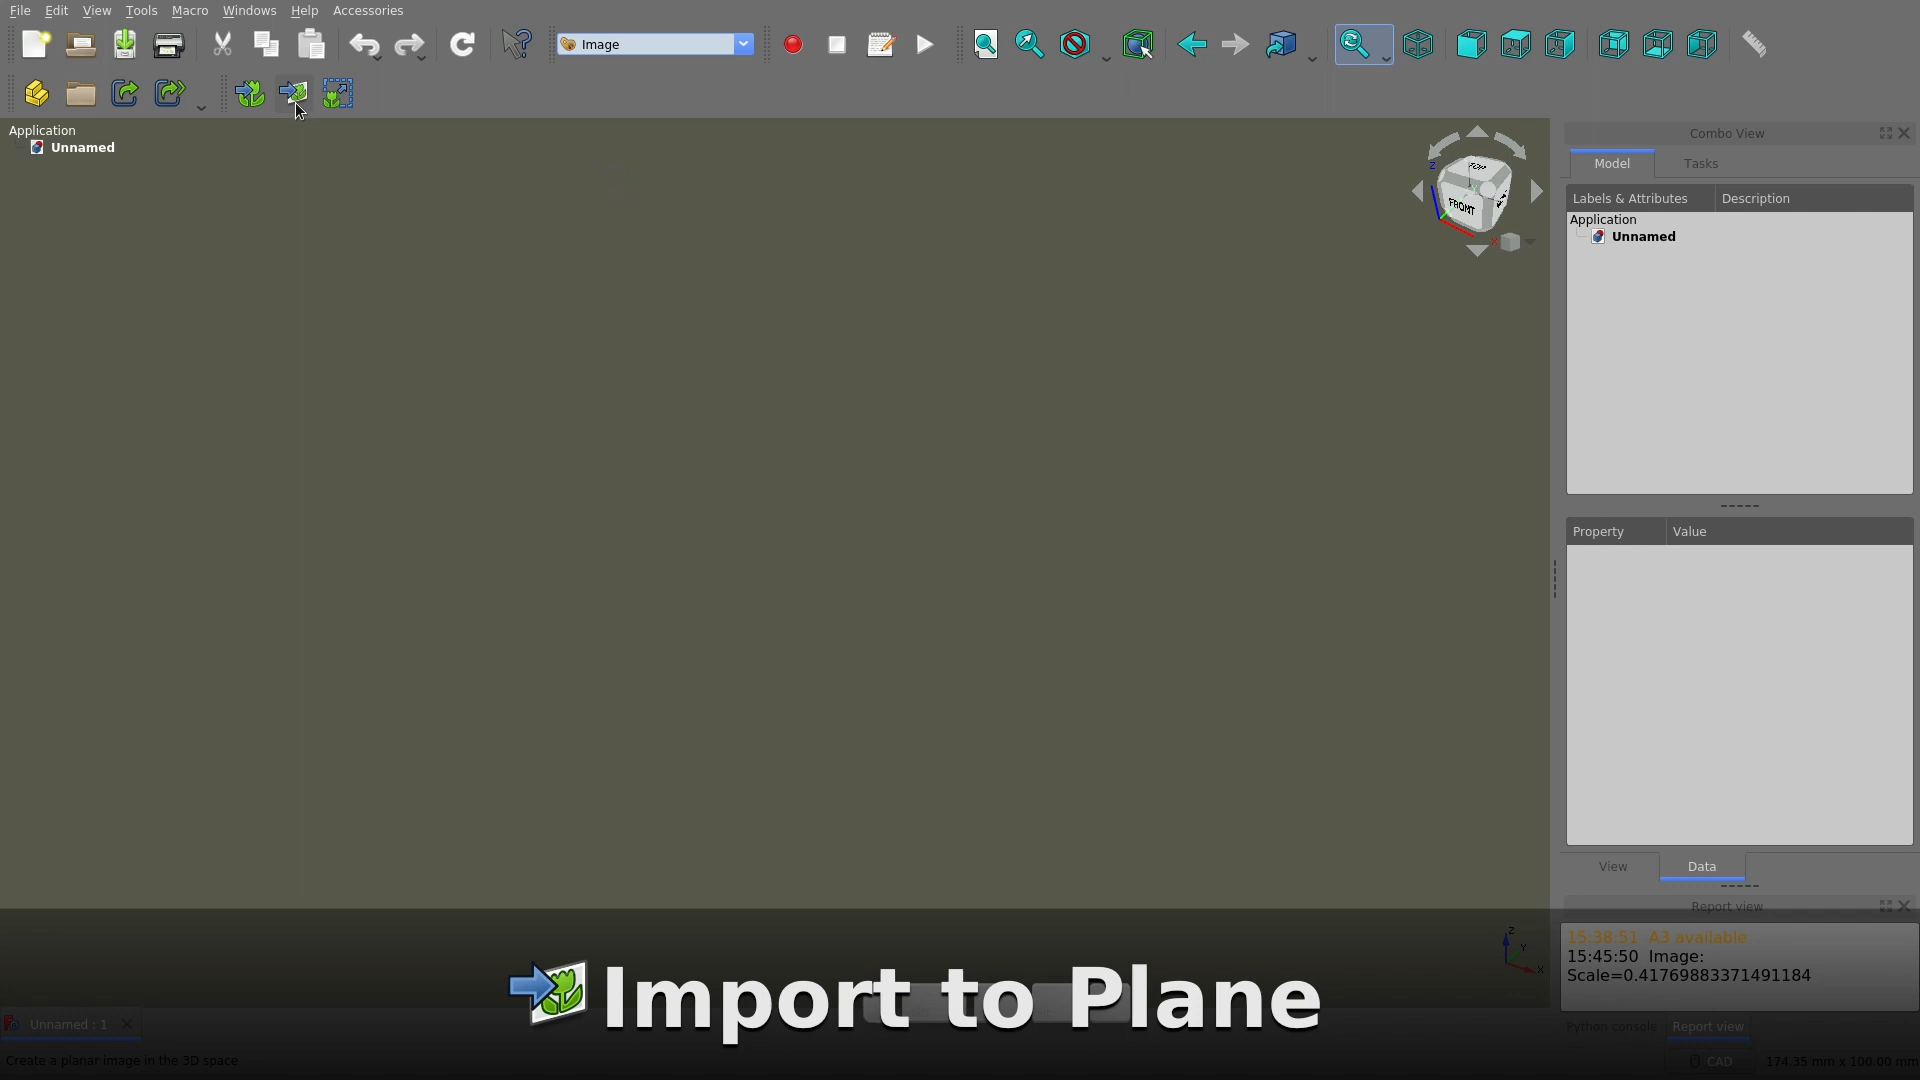 File Edit View Tools Macro Windows Help Accessories
Image
Application
Unnamed
TOP
FRONT
Z
X
Combo View
Model Tasks
Labels & Attributes Description
Application
Unnamed
Property Value
View Data
Report view
15:38:51 A3 available
15:45:50 Image:
Scale=0.41769883371491184
Z
Y
X
Import to Plane
Unnamed : 1
Python console Report view
Create a planar image in the 3D space
CAD 174.35 mm x 100.00 mm